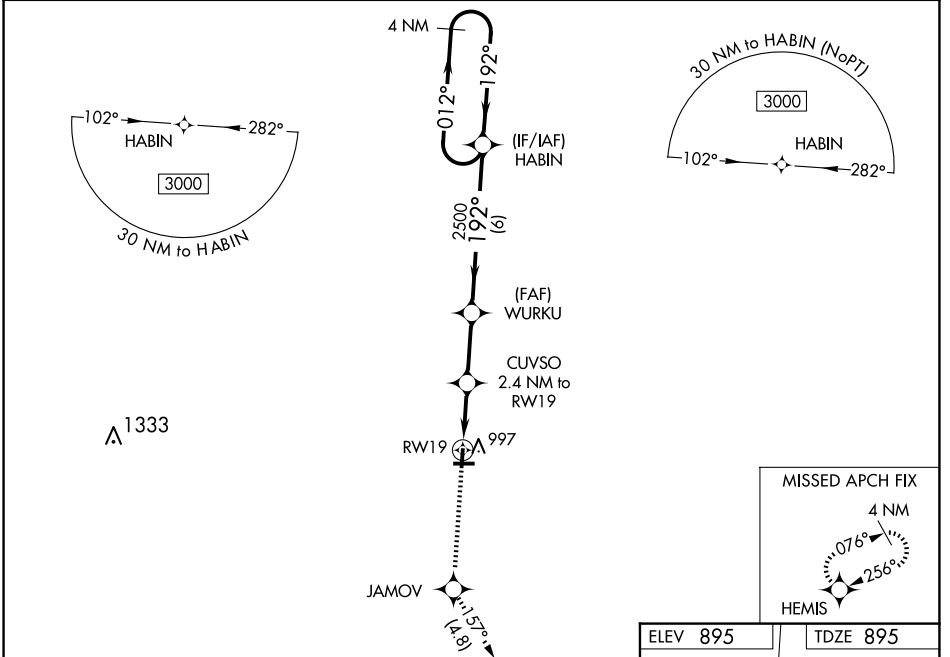 4 NM
192°
012°
(IF/IAF)
HABIN
102°
282°
HABIN
3000
30 NM to HABIN
30 NM to HABIN (NoPT)
3000
HABIN
102°
282°
2500
192°
(6)
(FAF)
WURKU
CUVSO
2.4 NM to
RW19
1333
RW19
997
JAMOV
157°
(4.8)
MISSED APCH FIX
4 NM
076°
256°
HEMIS
ELEV 895
TDZE 895